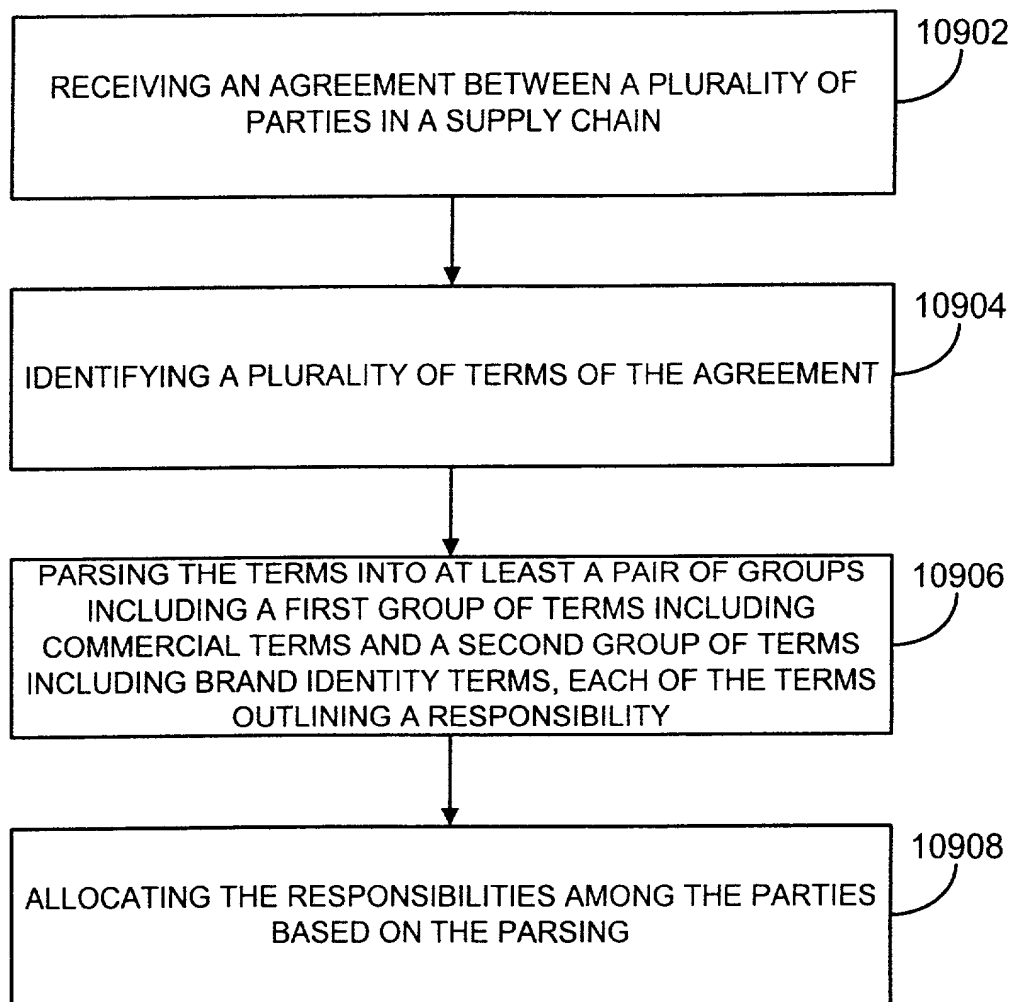 10902
RECEIVING AN AGREEMENT BETWEEN A PLURALITY OF
PARTIES IN A SUPPLY CHAIN
10904
IDENTIFYING A PLURALITY OF TERMS OF THE AGREEMENT
10906
PARSING THE TERMS INTO AT LEAST A PAIR OF GROUPS
INCLUDING A FIRST GROUP OF TERMS INCLUDING
COMMERCIAL TERMS AND A SECOND GROUP OF TERMS
INCLUDING BRAND IDENTITY TERMS, EACH OF THE TERMS
OUTLINING A RESPONSIBILITY
10908
ALLOCATING THE RESPONSIBILITIES AMONG THE PARTIES
BASED ON THE PARSING